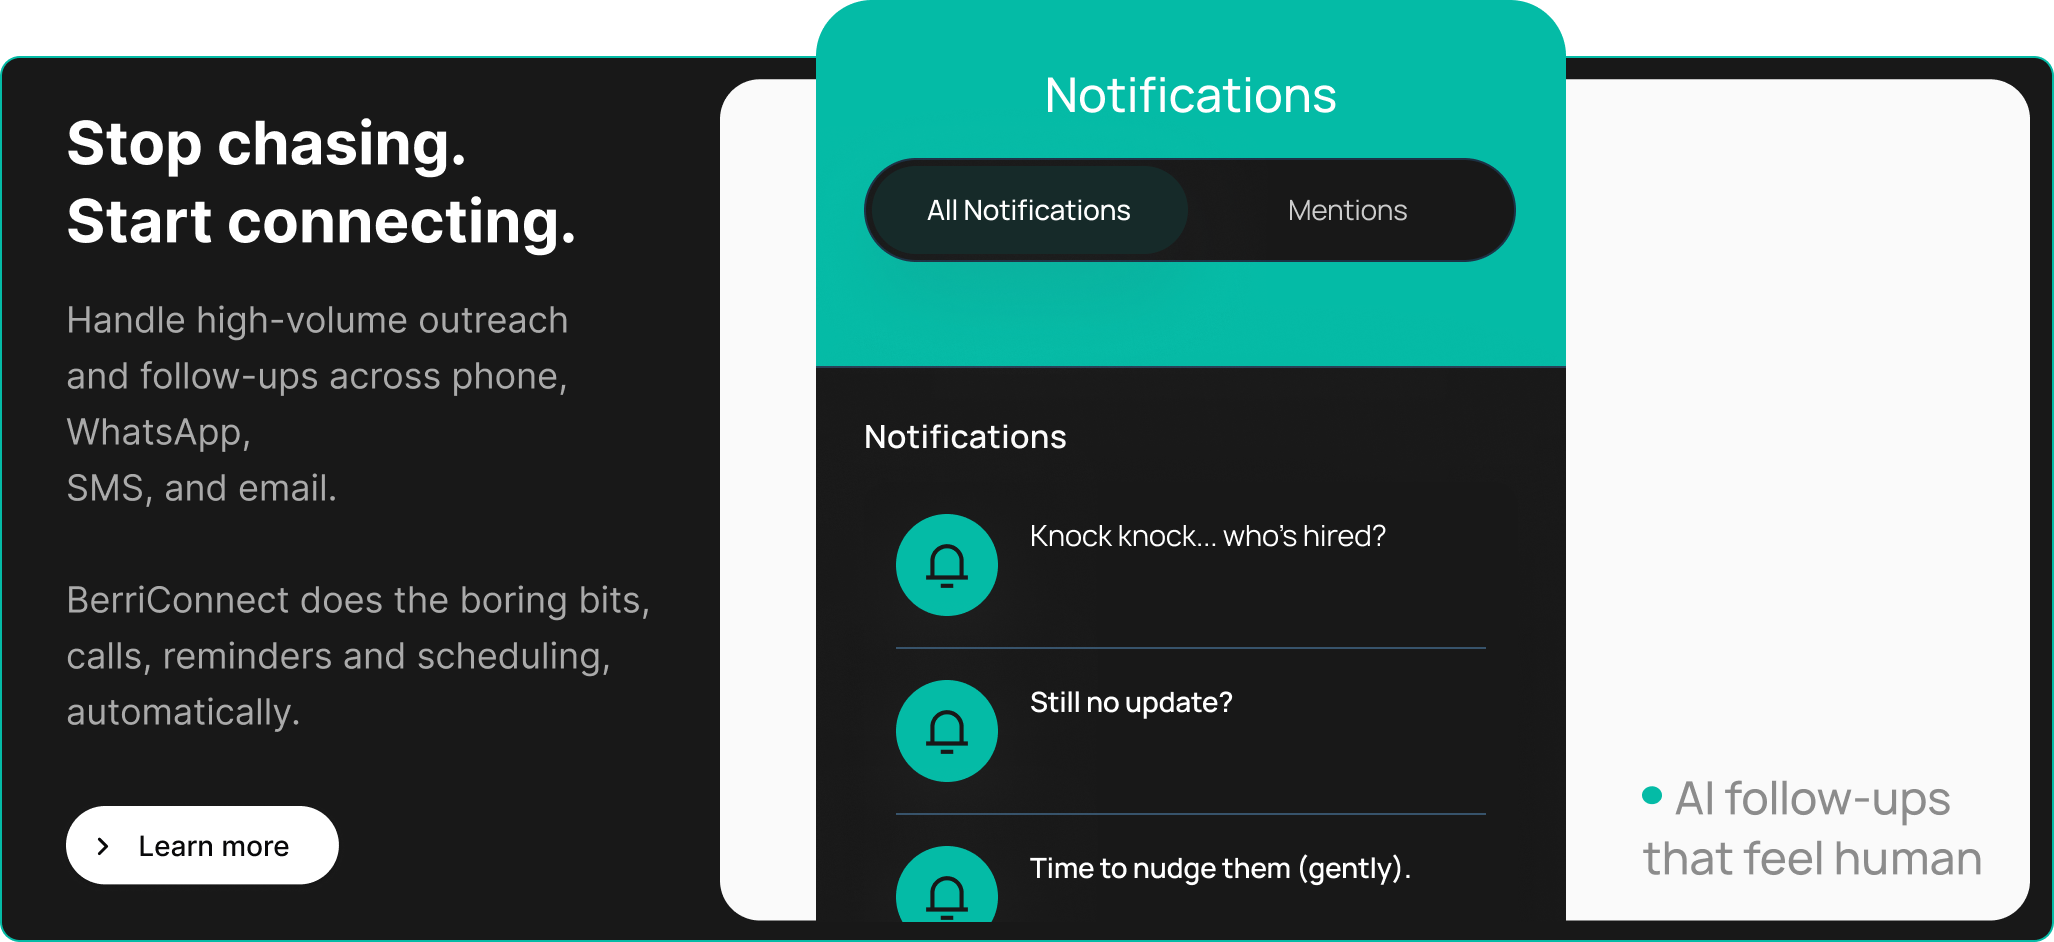 Stop chasing.
Start connecting.
Handle high-volume outreach
and follow-ups across phone,
WhatsApp,
SMS, and email.
BerriConnect does the boring bits,
calls, reminders and scheduling,
automatically.
Learn more
Notifications
All Notifications
Mentions
Notifications
Knock knock... who's hired?
Still no update?
Time to nudge them (gently).
AI follow-ups
that feel human